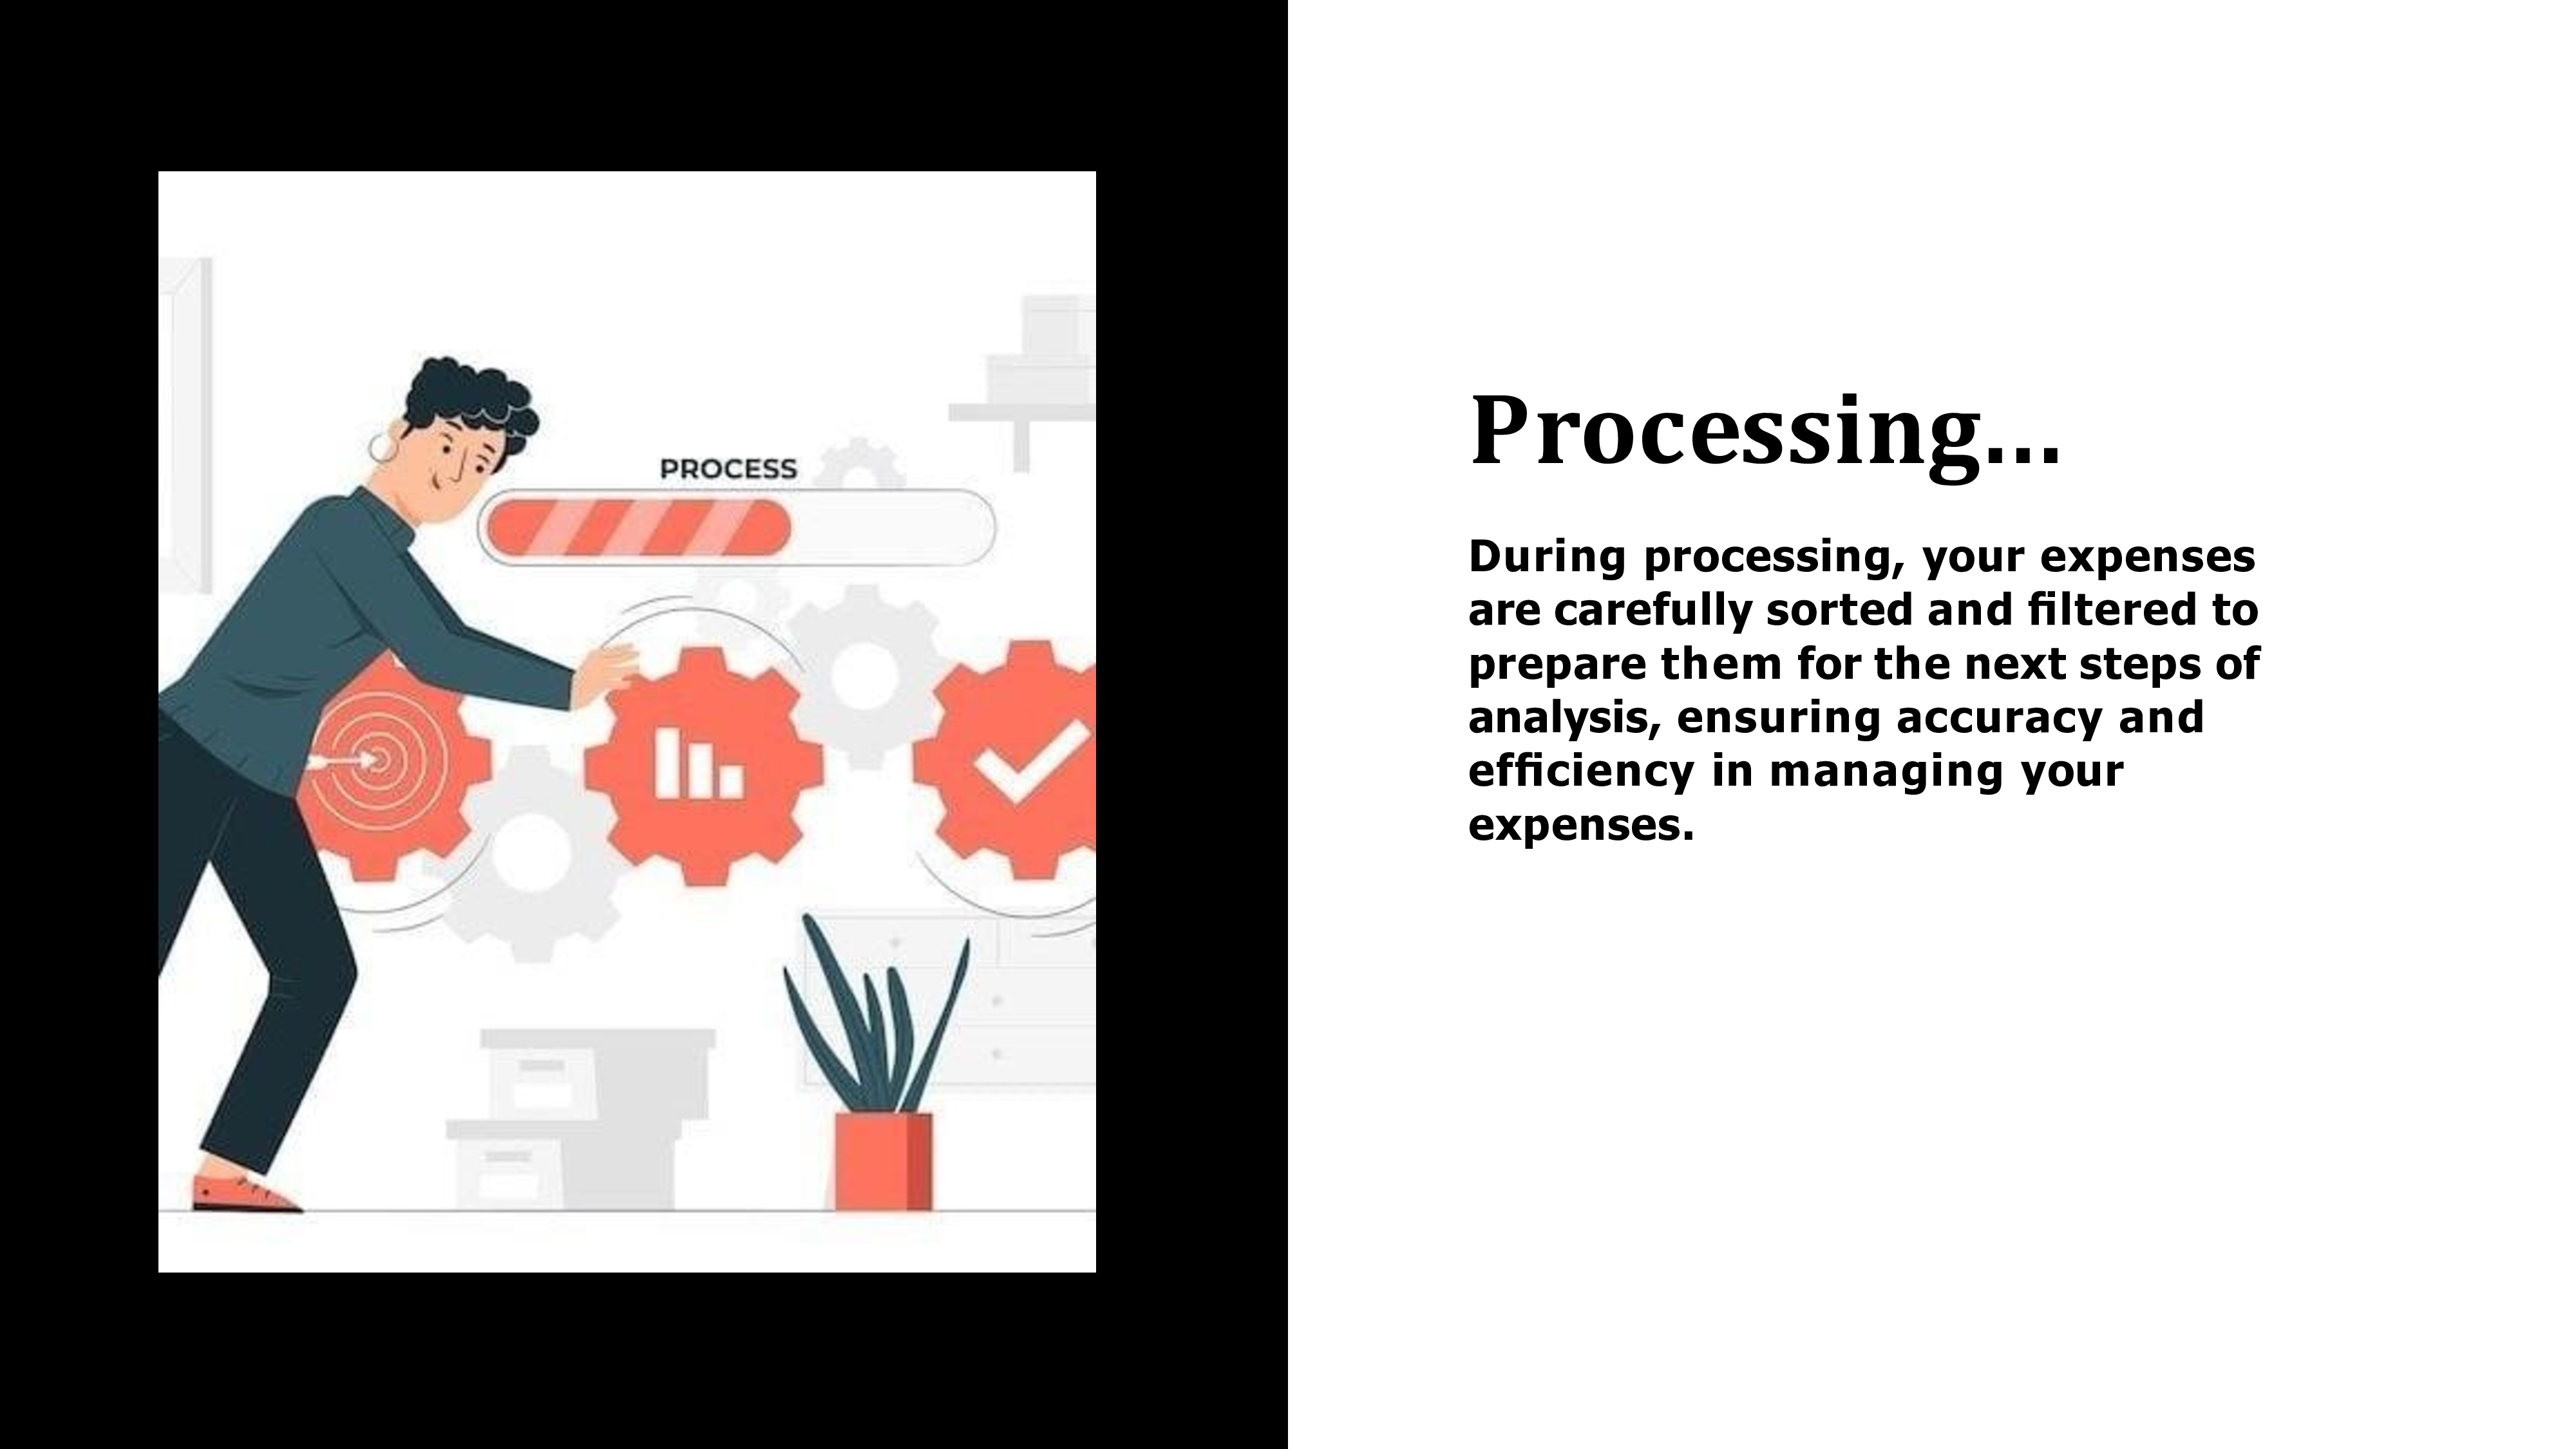 PROCESS
Processing...
During processing, your expenses
are carefully sorted and filtered to
prepare them for the next steps of
analysis, ensuring accuracy and
efficiency in managing your
expenses.